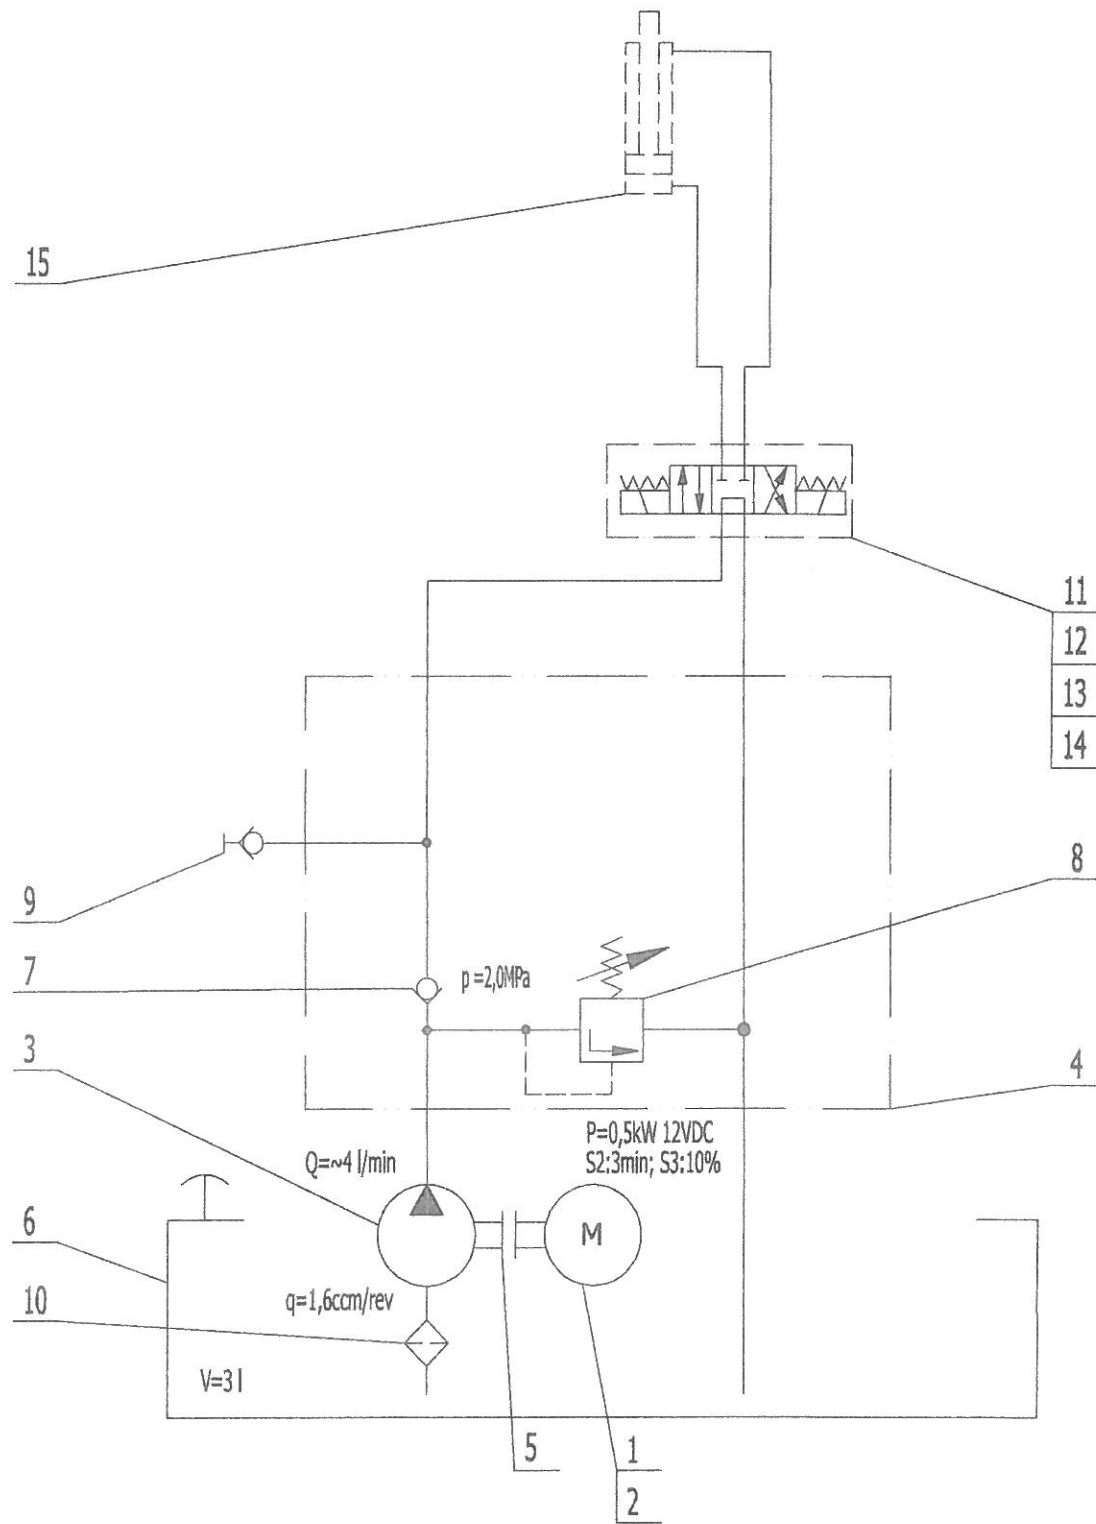 15
11
12
13
14
9
8
7
p =2,0MPa
3
4
P=0,5kW 12VDC
S2:3min; S3:10%
Q=~4 l/min
6
M
10
q=1,6ccm/rev
V=3 l
5
1
2